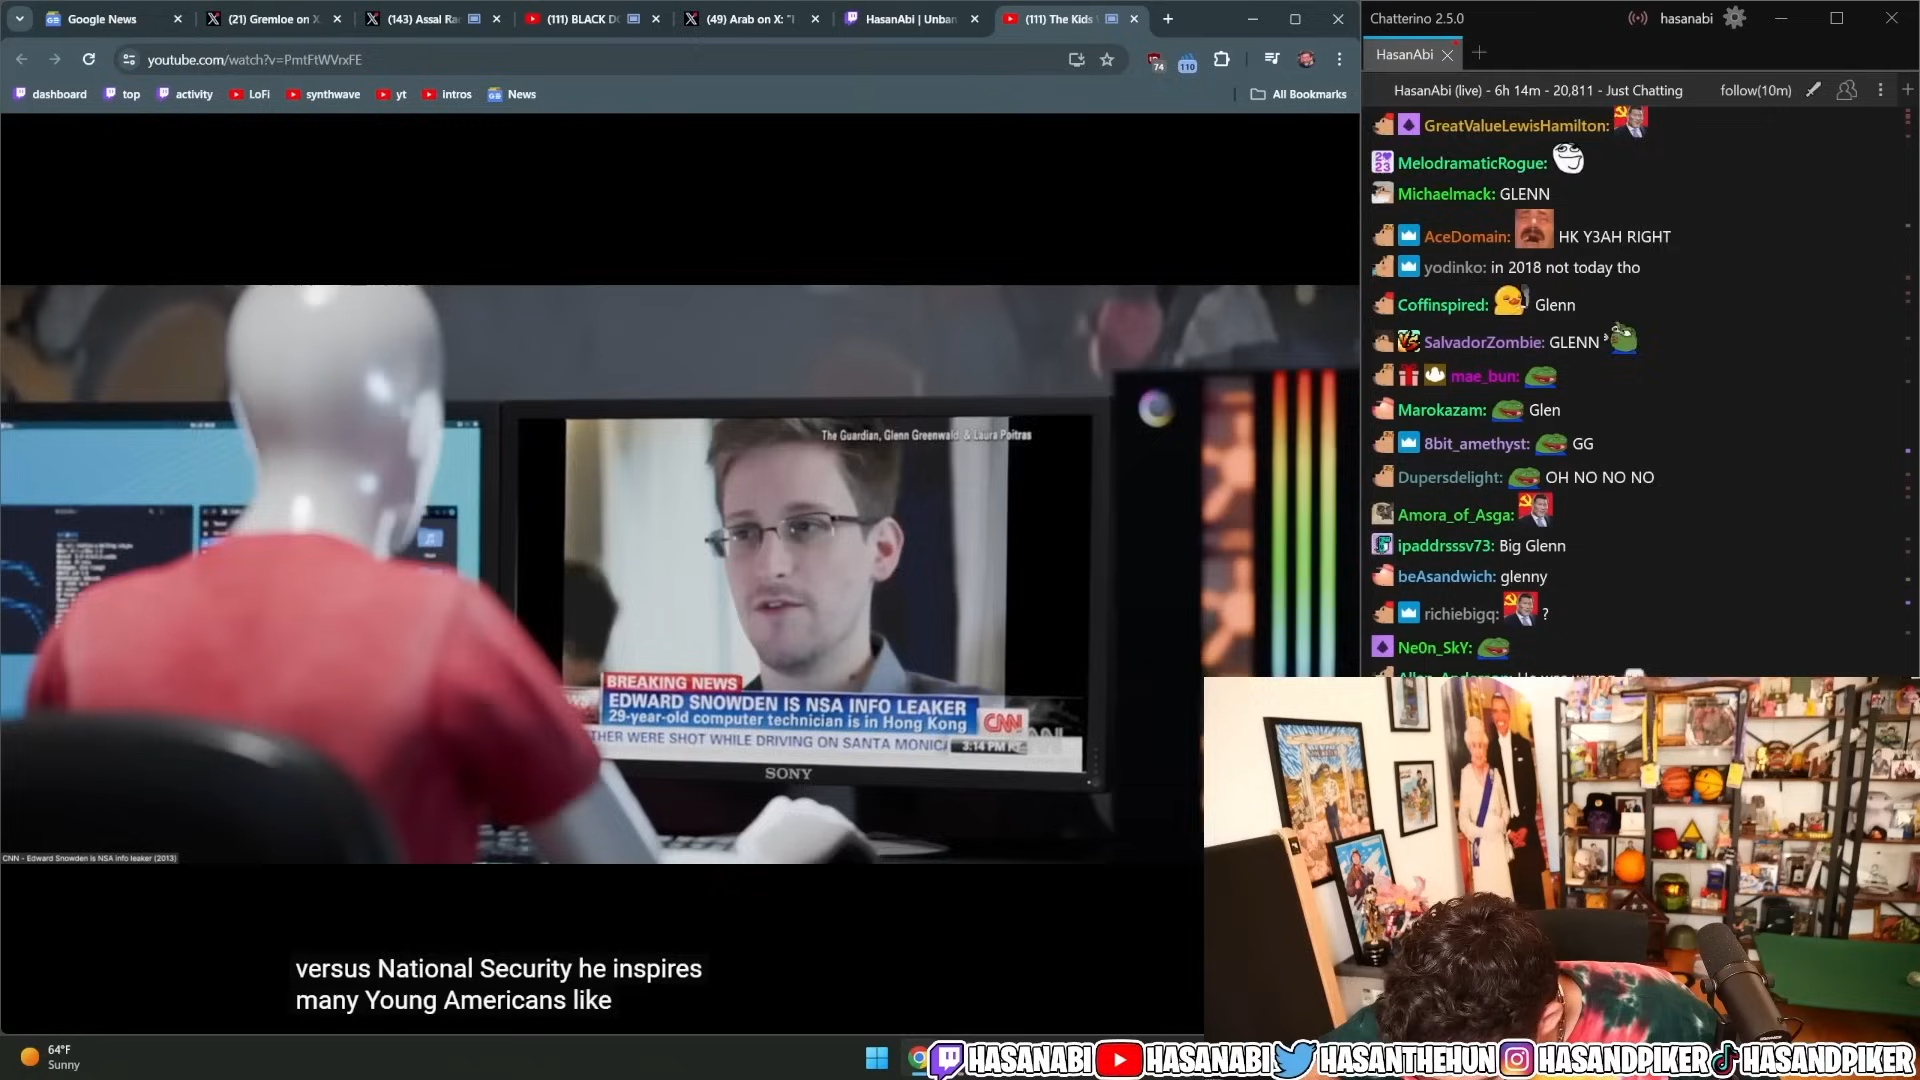 Google News
(21) Gremloe on X
(143) Assal Ra
(111) BLACK D
(49) Arab on X: "I
HasanAbi | Unban
(111) The Kids
youtube.com/watch?v=PmtFtWVrxFE
74
110
dashboard
top
activity
LoFi
synthwave
yt
Intros
News
All Bookmarks
The Guardian, Glenn Greenwald & Laura Poitras
BREAKING NEWS
EDWARD SNOWDEN IS NSA INFO LEAKER
29-year-old computer technician is in Hong Kong
CNN
THER WERE SHOT WHILE DRIVING ON SANTA MONICA
3:14 PM
SONY
CNN - Edward Snowden is NSA info leaker (2013)
versus National Security he inspires
many Young Americans like
64°F
Sunny
Chatterino 2.5.0
hasanabi
HasanAbi
HasanAbi (live) - 6h 14m - 20,811 - Just Chatting
follow(10m)
GreatValueLewisHamilton:
MelodramaticRogue:
Michaelmack: GLENN
AceDomain: HK Y3AH RIGHT
yodinko: in 2018 not today tho
Coffinspired: Glenn
SalvadorZombie: GLENN
mae_bun:
Marokazam: Glen
8bit_amethyst: GG
Dupersdelight: OH NO NO NO
Amora_of_Asga:
ipaddrsssv73: Big Glenn
beAsandwich: glenny
richiebigq: ?
Ne0n_SkY:
HASANABI
HASANABI
HASANTHEHUN
HASANDPIKER
HASANDPIKER